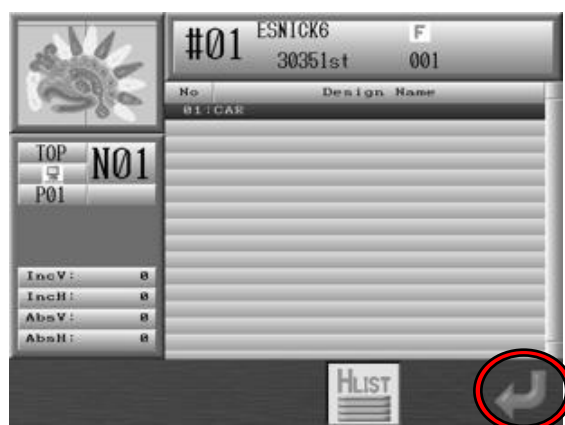 #01 ESNICK6 F
30351st 001
No Design Name
01:CAR
TOP N01
P01
IncV: 0
IncH: 0
AbsV: 0
AbsH: 0
HLIST